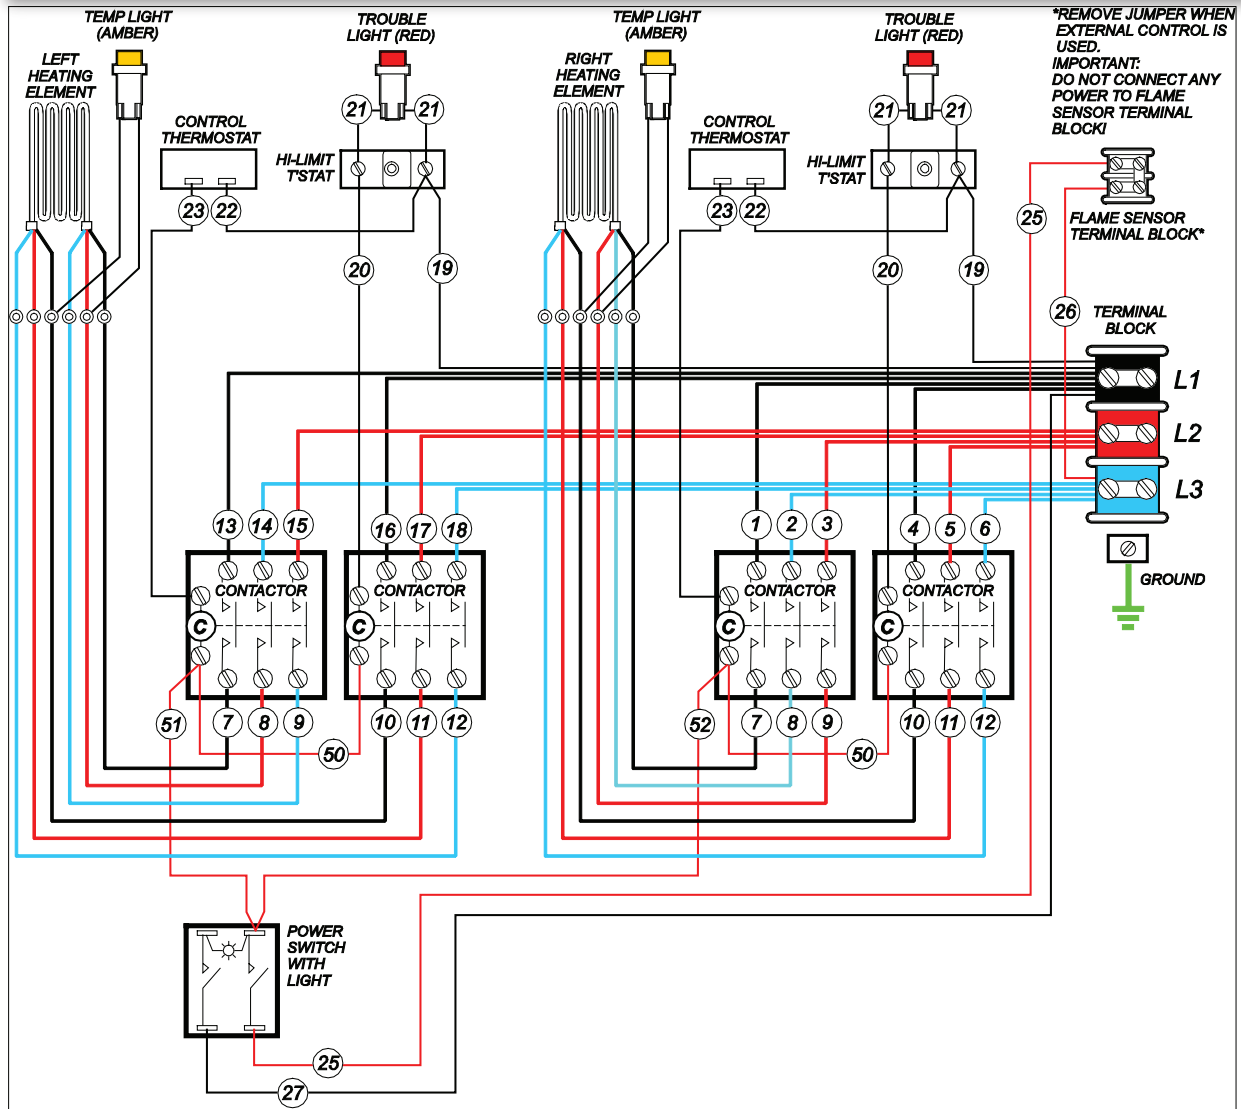 TEMP LIGHT
(AMBER)
TROUBLE
LIGHT (RED)
TEMP LIGHT
(AMBER)
TROUBLE
LIGHT (RED)
*REMOVE JUMPER WHEN
EXTERNAL CONTROL IS
USED.
IMPORTANT:
DO NOT CONNECT ANY
POWER TO FLAME
SENSOR TERMINAL
BLOCK!
LEFT
HEATING
ELEMENT
RIGHT
HEATING
ELEMENT
21 21 21 21
CONTROL
THERMOSTAT
HI-LIMIT
T'STAT
CONTROL
THERMOSTAT
HI-LIMIT
T'STAT
23 22 23 22
25
FLAME SENSOR
TERMINAL BLOCK*
20 19 20 19
26
TERMINAL
BLOCK
L1
L2
L3
13 14 15 16 17 18 1 2 3 4 5 6
GROUND
CONTACTOR CONTACTOR CONTACTOR CONTACTOR
C C C C
51 7 8 9 10 11 12 52 7 8 9 10 11 12
50 50
POWER
SWITCH
WITH
LIGHT
25
27